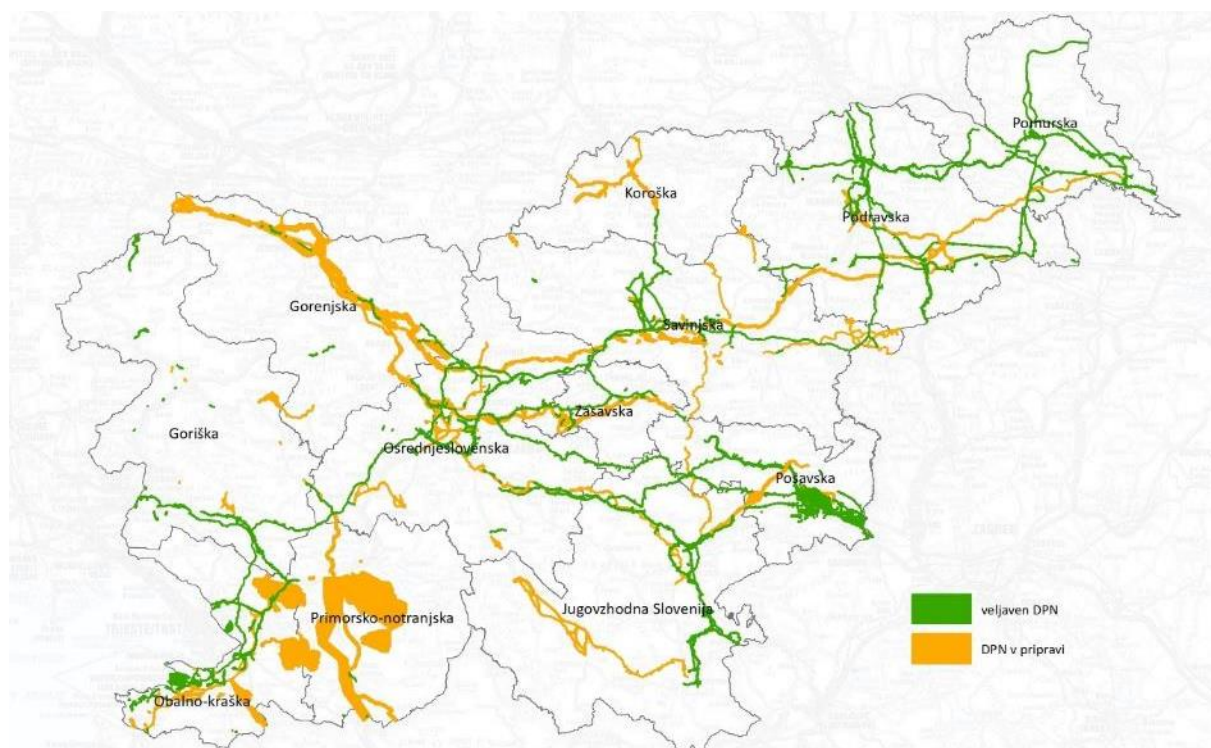 Pomurska
Koroška
Podravska
Gorenjska
Savinjska
Zasavska
Goriška
Osrednjeslovenska
Posavska
Jugovzhodna Slovenija
Primorsko-notranjska
Obalno-kraška
veljaven DPN
DPN v pripravi